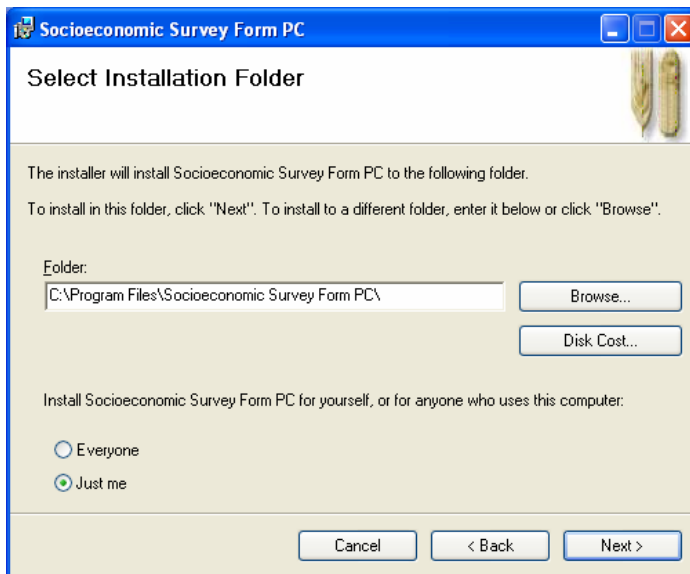 Socioeconomic Survey Form PC
Select Installation Folder
The installer will install Socioeconomic Survey Form PC to the following folder.
To install in this folder, click "Next". To install to a different folder, enter it below or click "Browse".
Folder:
C:\Program Files\Socioeconomic Survey Form PC\
Browse...
Disk Cost...
Install Socioeconomic Survey Form PC for yourself, or for anyone who uses this computer:
Everyone
Just me
Cancel
< Back
Next >